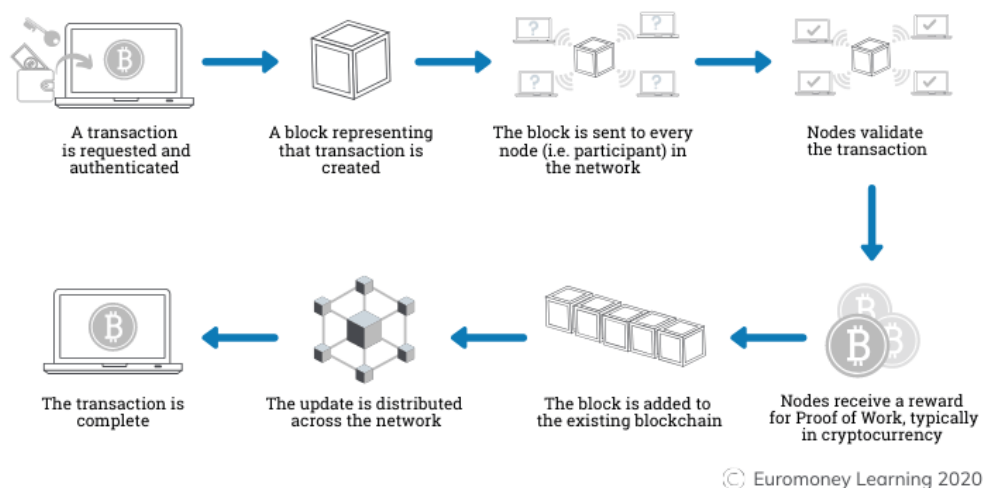 A transaction
is requested and
authenticated
A block representing
that transaction is
created
The block is sent to every
node (i.e. participant) in
the network
Nodes validate
the transaction
Nodes receive a reward
for Proof of Work, typically
in cryptocurrency
The block is added to
the existing blockchain
The update is distributed
across the network
The transaction is
complete
© Euromoney Learning 2020